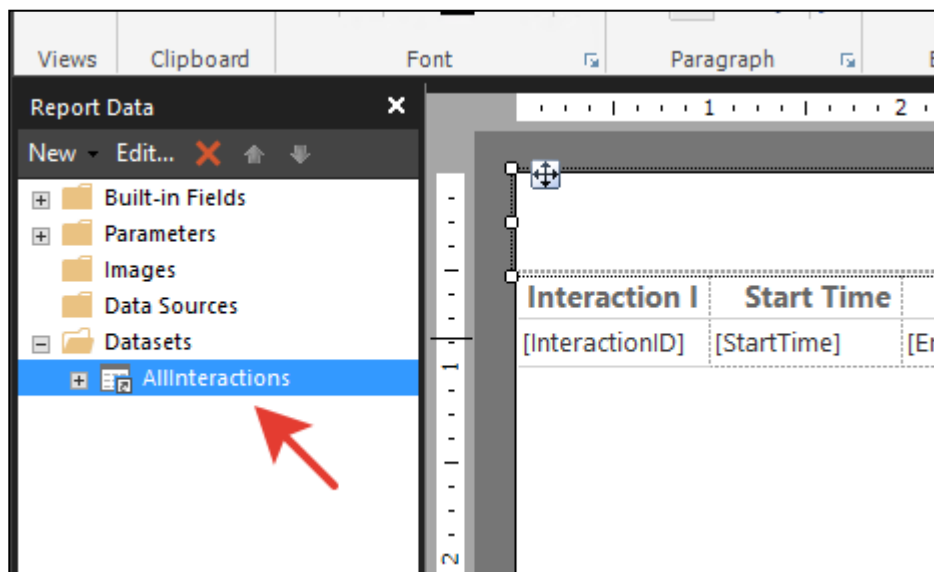 Views Clipboard Font Paragraph
Report Data
1 2
New Edit...
Built-in Fields
Parameters
Images
Data Sources
Datasets
AllInteractions
Interaction I Start Time
[InteractionID] [StartTime] [E
1
2